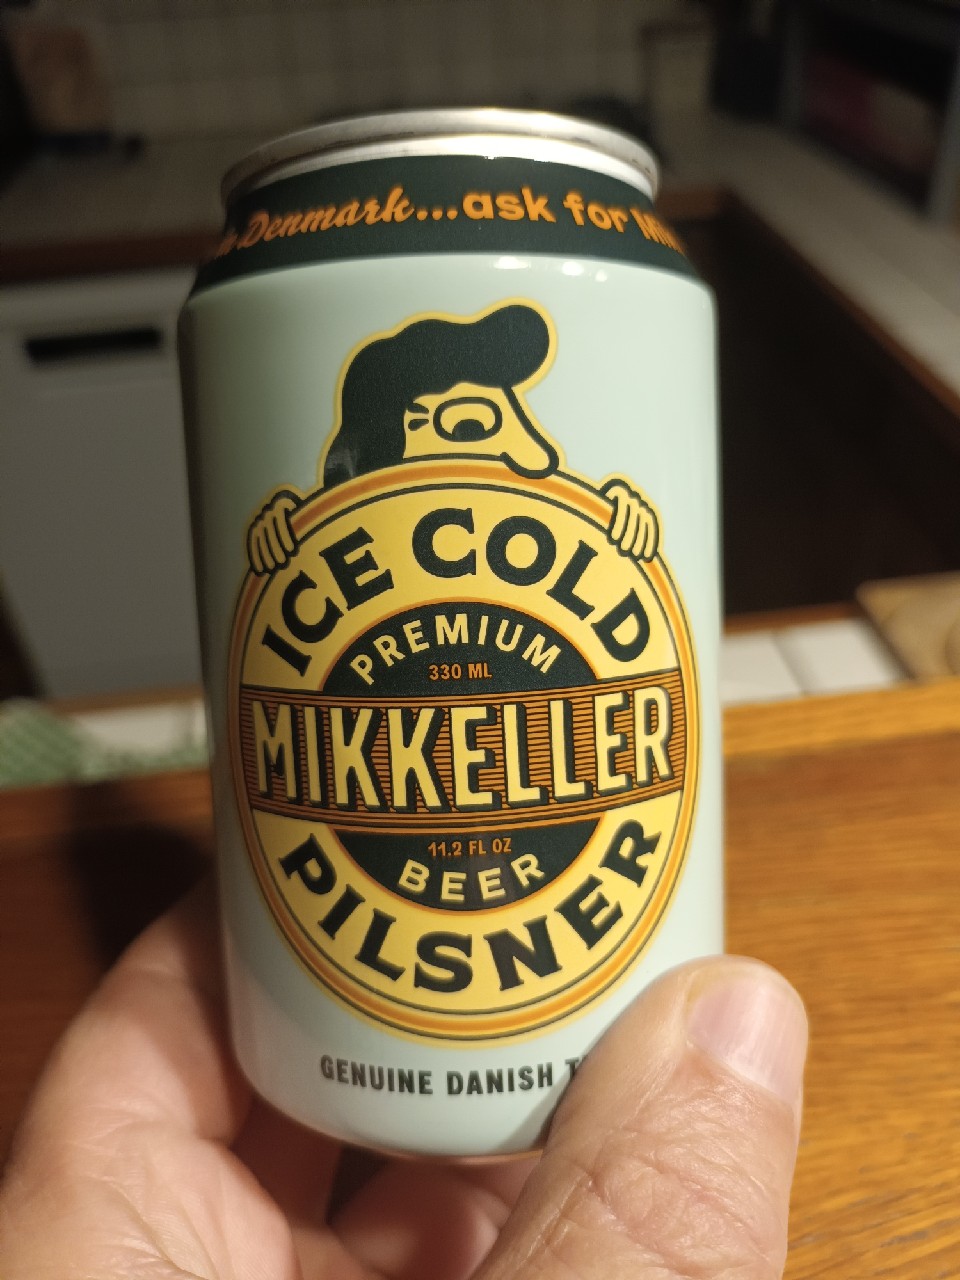 Denmark...ask for
ICE COLD
PREMIUM
330 ML
MIKKELLER
11.2 FL OZ
BEER
PILSNER
GENUINE DANISH